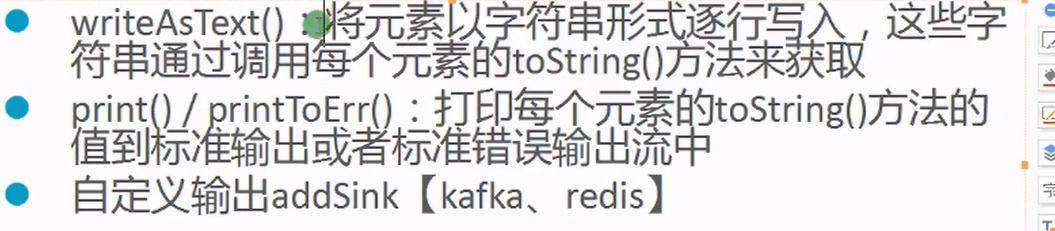 writeAsText()：将元素以字符串形式逐行写入，这些字
符串通过调用每个元素的toString()方法来获取
print() / printToErr()：打印每个元素的toString()方法的
值到标准输出或者标准错误输出流中
自定义输出addSink【kafka、redis】